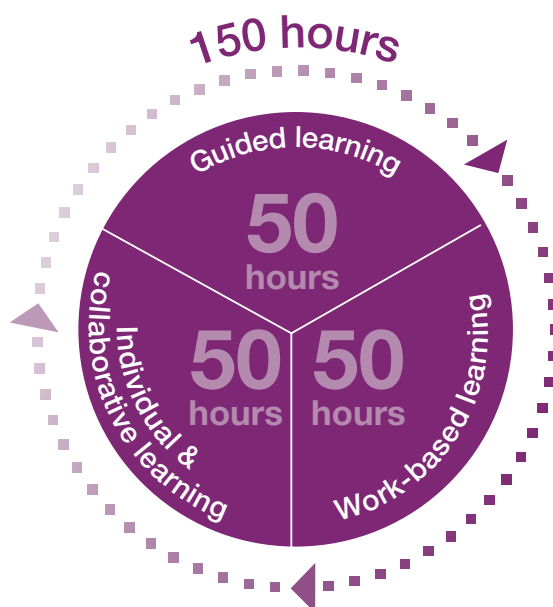 150 hours
Guided learning
50
hours
Individual &
collaborative learning
50
hours
50
hours
Work-based learning